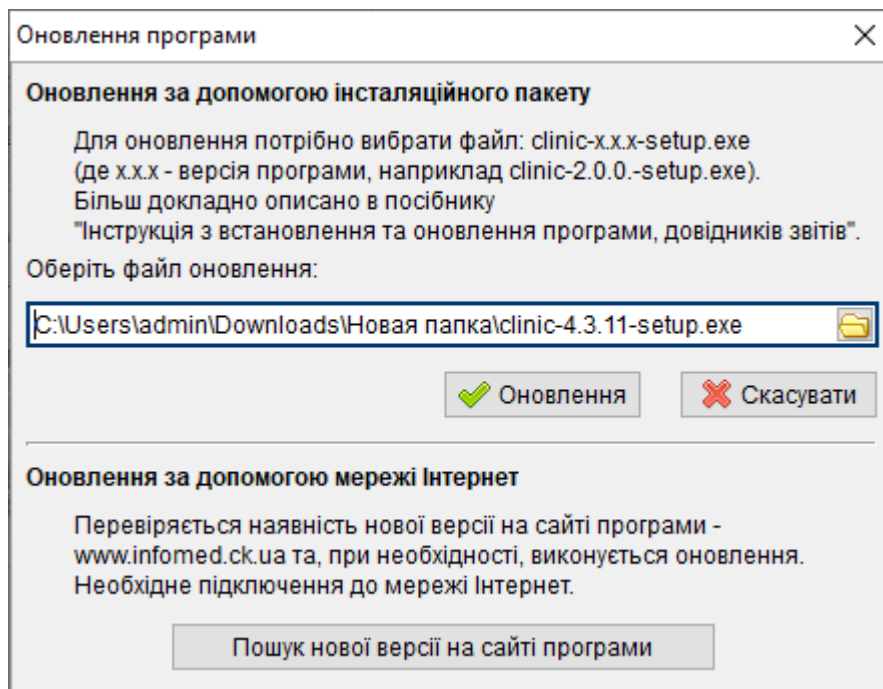 Оновлення програми
Оновлення за допомогою інсталяційного пакету
Для оновлення потрібно вибрати файл: clinic-x.x.x-setup.exe
(де x.x.x - версія програми, наприклад clinic-2.0.0.-setup.exe).
Більш докладно описано в посібнику
"Інструкція з встановлення та оновлення програми, довідників звітів".
Оберіть файл оновлення:
C:\Users\admin\Downloads\Новая папка\clinic-4.3.11-setup.exe
Оновлення
Скасувати
Оновлення за допомогою мережі Інтернет
Перевіряється наявність нової версії на сайті програми -
www.infomed.ck.ua та, при необхідності, виконується оновлення.
Необхідне підключення до мережі Інтернет.
Пошук нової версії на сайті програми